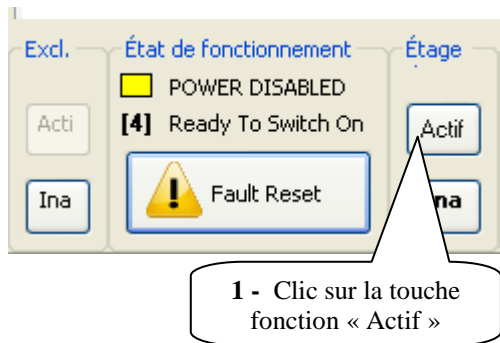 Excl. État de fonctionnement Étage
POWER DISABLED
Acti [4] Ready To Switch On Actif
Ina Fault Reset na
1 - Clic sur la touche
fonction « Actif »